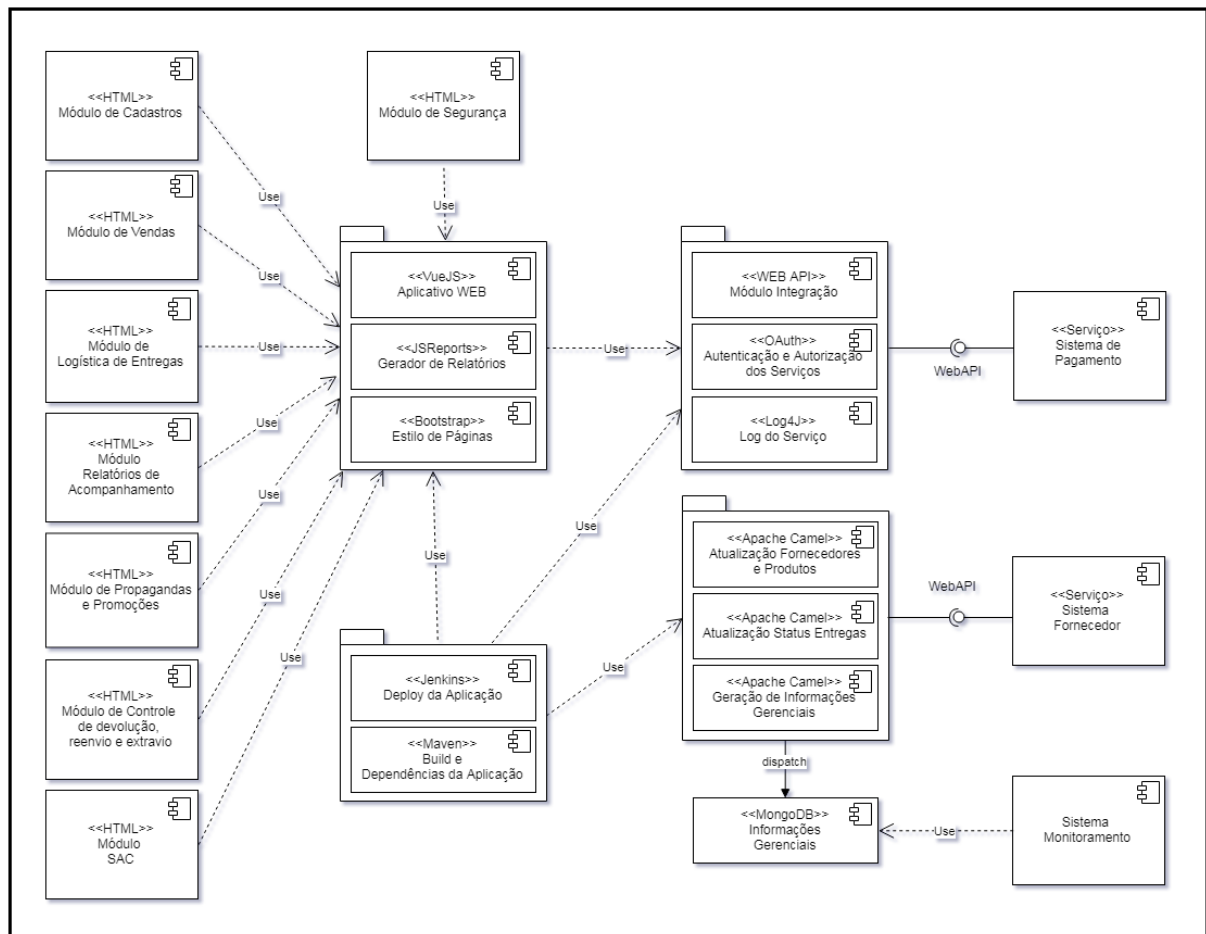 <<HTML>>
Módulo de Cadastros
<<HTML>>
Módulo de Segurança
Use
Use
<<HTML>>
Módulo de Vendas
Use
<<HTML>>
Módulo de
Logística de Entregas
Use
<<HTML>>
Módulo
Relatórios de
Acompanhamento
Use
<<HTML>>
Módulo de Propagandas
e Promoções
Use
<<HTML>>
Módulo de Controle
de devolução,
reenvio e extravio
Use
<<HTML>>
Módulo
SAC
Use
<<VueJS>>
Aplicativo WEB
<<JSReports>>
Gerador de Relatórios
<<Bootstrap>>
Estilo de Páginas
Use
<<WEB API>>
Módulo Integração
<<OAuth>>
Autenticação e Autorização
dos Serviços
<<Log4J>>
Log do Serviço
WebAPI
<<Serviço>>
Sistema de
Pagamento
Use
Use
Use
<<Jenkins>>
Deploy da Aplicação
<<Maven>>
Build e
Dependências da Aplicação
<<Apache Camel>>
Atualização Fornecedores
e Produtos
<<Apache Camel>>
Atualização Status Entregas
<<Apache Camel>>
Geração de Informações
Gerenciais
WebAPI
<<Serviço>>
Sistema
Fornecedor
dispatch
<<MongoDB>>
Informações
Gerenciais
Use
Sistema
Monitoramento